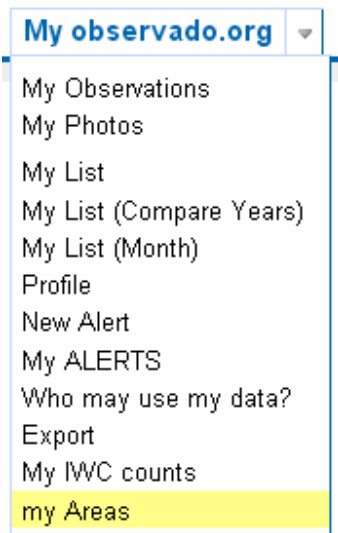 My observado.org
My Observations
My Photos
My List
My List (Compare Years)
My List (Month)
Profile
New Alert
My ALERTS
Who may use my data?
Export
My IWC counts
my Areas